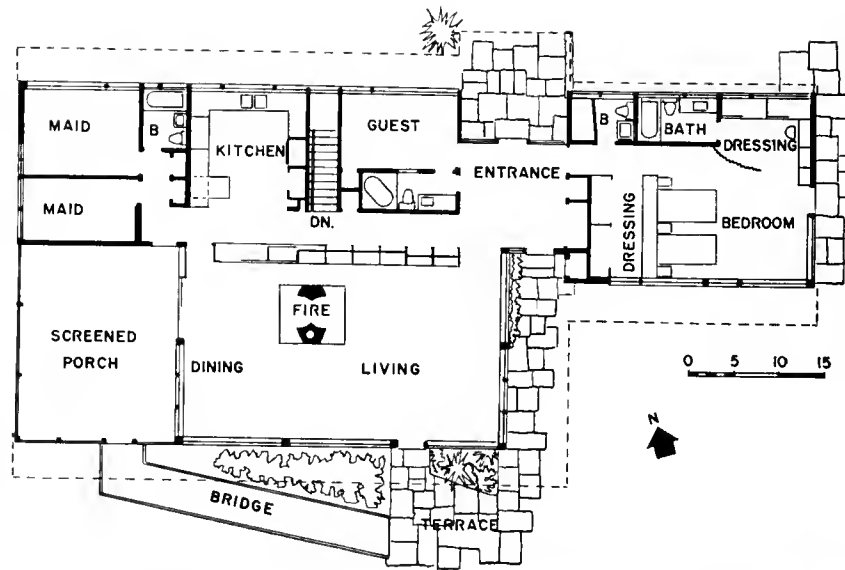 MAID
B
KITCHEN
GUEST
B
BATH
DRESSING
ENTRANCE
MAID
DN.
DRESSING
BEDROOM
SCREENED
PORCH
FIRE
DINING
LIVING
0 5 10 15
N
BRIDGE
TERRACE